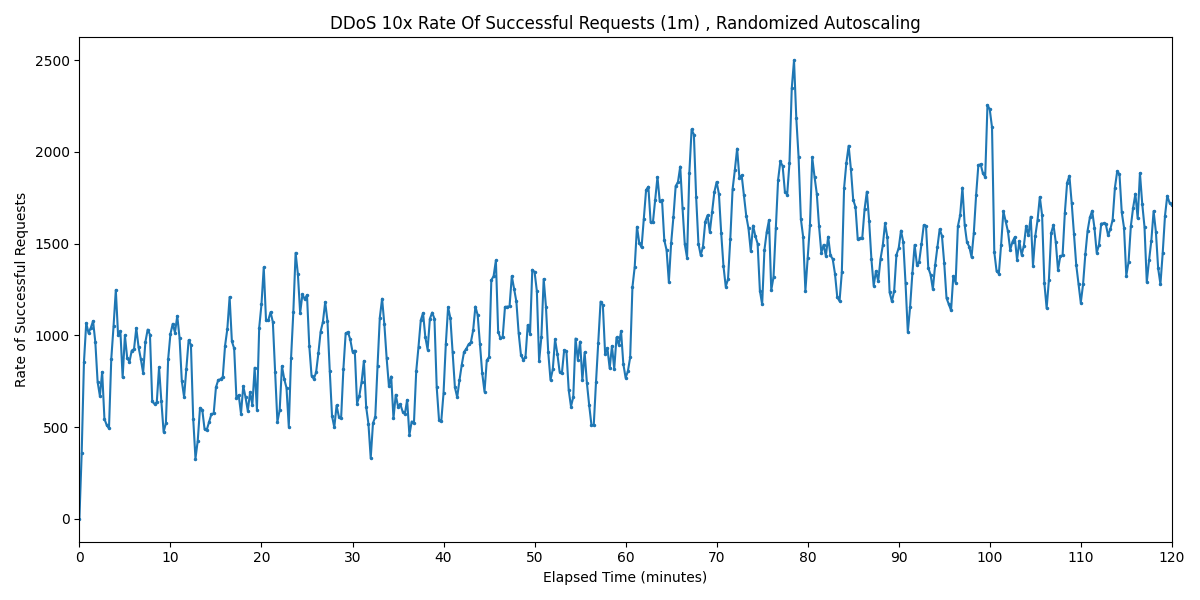 DDoS 10x Rate Of Successful Requests (1m) , Randomized Autoscaling
Rate of Successful Requests
2500
2000
1500
1000
500
0
0 10 20 30 40 50 60 70 80 90 100 110 120
Elapsed Time (minutes)